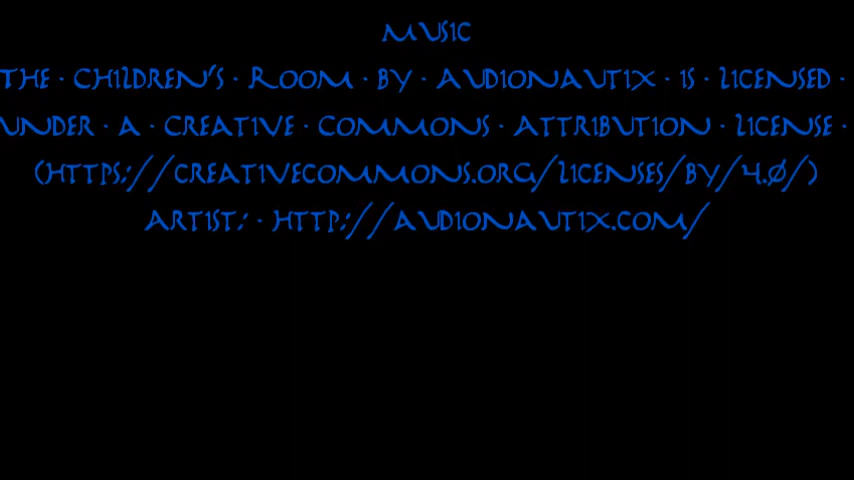 MUSIC
THE · CHILDREN'S · ROOM · BY · AUDIONAUTIX · IS · LICENSED ·
UNDER · A · CREATIVE · COMMONS · ATTRIBUTION · LICENSE ·
(HTTPS://CREATIVECOMMONS.ORG/LICENSES/BY/4.0/)
ARTIST: · HTTP://AUDIONAUTIX.COM/